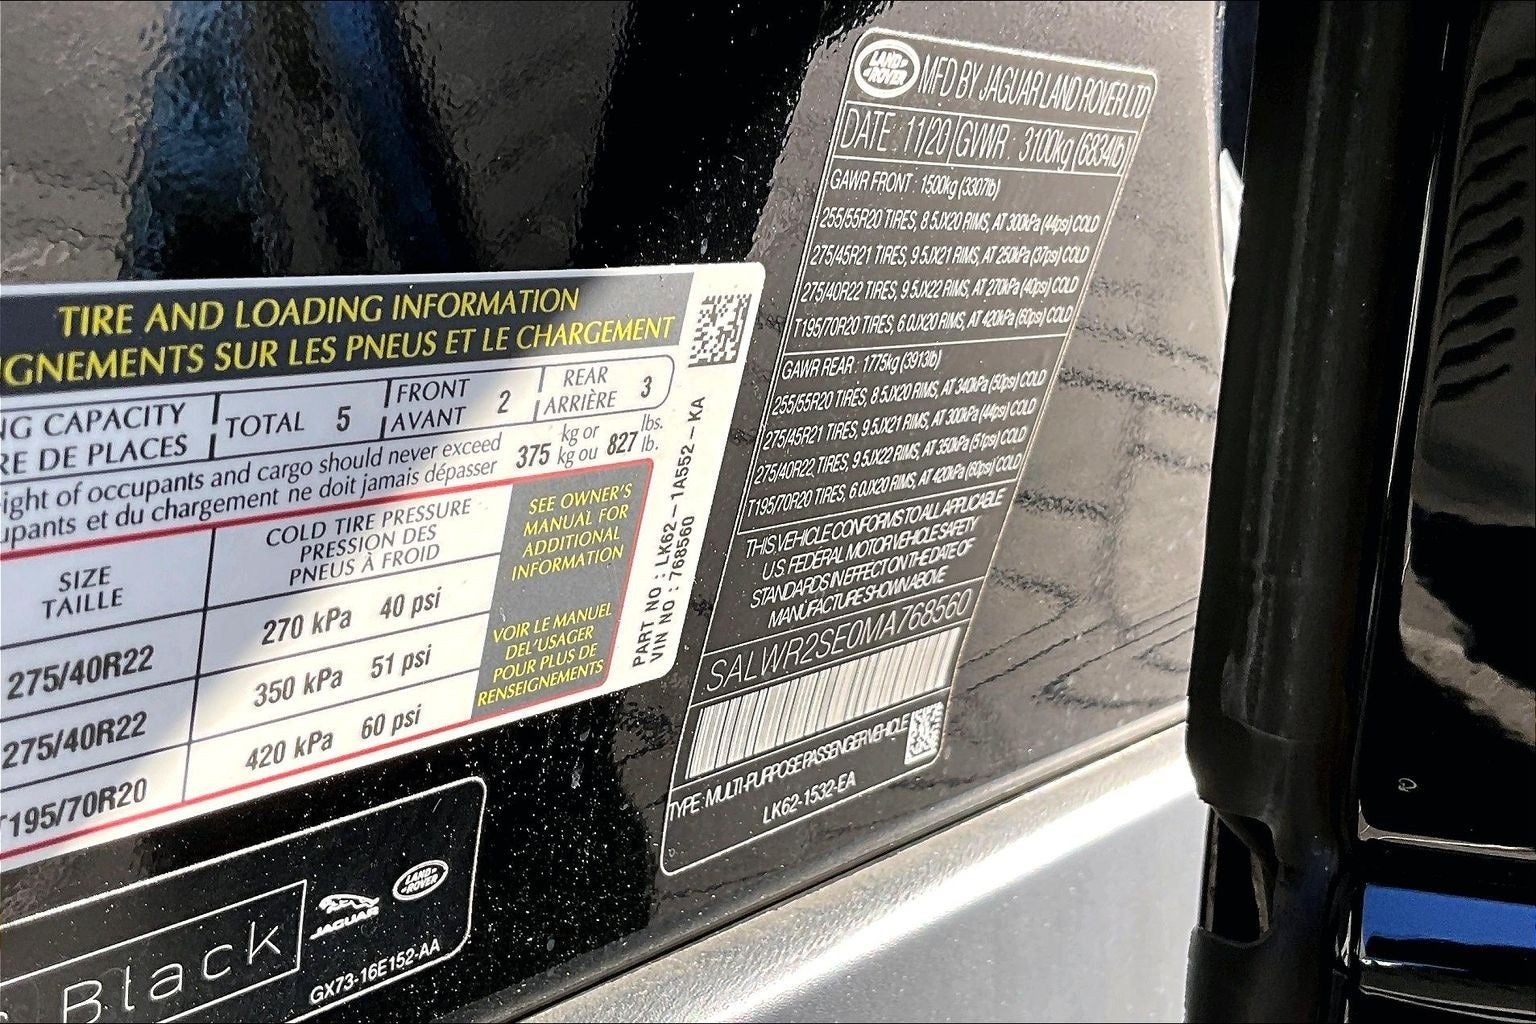 TIRE AND LOADING INFORMATION
IGNEMENTS SUR LES PNEUS ET LE CHARGEMENT
NG CAPACITY
RE DE PLACES
TOTAL 5
FRONT
AVANT 2
REAR
ARRIÈRE 3
ight of occupants and cargo should never exceed
upants et du chargement ne doit jamais dépasser
375 kg or
kg ou 827 lbs.
lb.
SIZE
TAILLE
COLD TIRE PRESSURE
PRESSION DES
PNEUS À FROID
275/40R22 270 kPa 40 psi
275/40R22 350 kPa 51 psi
T195/70R20 420 kPa 60 psi
SEE OWNER'S
MANUAL FOR
ADDITIONAL
INFORMATION
VOIR LE MANUEL
DEL'USAGER
POUR PLUS DE
RENSEIGNEMENTS
PART NO : LK62 - 1A552 - KA
VIN NO : 768560
Black
JAGUAR
LAND ROVER
GX73-16E152-AA
LAND ROVER
MFD BY JAGUAR LAND ROVER LTD
DATE : 11/20 GVWR : 3100kg (6834lb)
GAWR FRONT : 1500kg (3307lb)
255/55R20 TIRES, 8.5JX20 RIMS, AT 300kPa (44psi) COLD
275/45R21 TIRES, 9.5JX21 RIMS, AT 250kPa (37psi) COLD
275/40R22 TIRES, 9.5JX22 RIMS, AT 270kPa (40psi) COLD
T195/70R20 TIRES, 6.0JX20 RIMS, AT 420kPa (60psi) COLD
GAWR REAR : 1775kg (3913lb)
255/55R20 TIRES, 8.5JX20 RIMS, AT 340kPa (50psi) COLD
275/45R21 TIRES, 9.5JX21 RIMS, AT 300kPa (44psi) COLD
275/40R22 TIRES, 9.5JX22 RIMS, AT 350kPa (51psi) COLD
T195/70R20 TIRES, 6.0JX20 RIMS, AT 420kPa (60psi) COLD
THIS VEHICLE CONFORMS TO ALL APPLICABLE
U.S FEDERAL MOTOR VEHICLE SAFETY
STANDARDS IN EFFECT ON THE DATE OF
MANUFACTURE SHOWN ABOVE
SALWR2SE0MA768560
TYPE: MULTI-PURPOSE PASSENGER VEHICLE
LK62-1532-EA